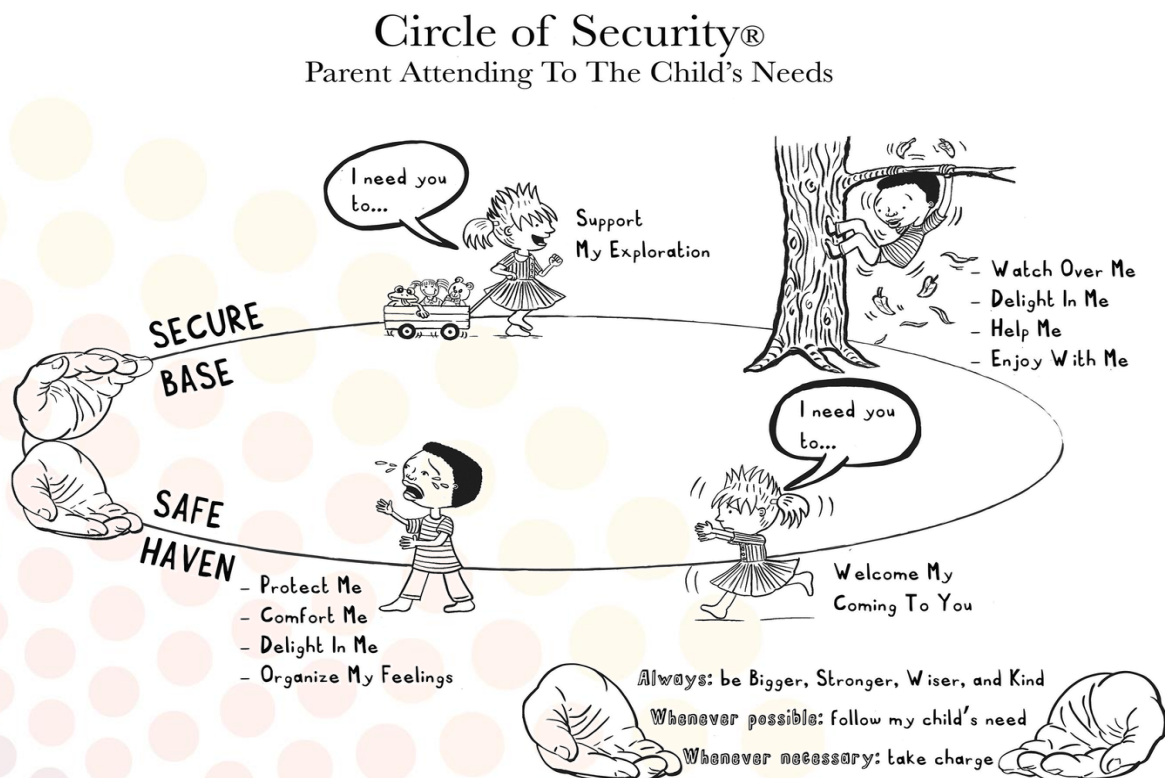 Circle of Security®
Parent Attending To The Child's Needs
I need you
to...
Support
My Exploration
- Watch Over Me
- Delight In Me
- Help Me
- Enjoy With Me
SECURE
BASE
I need you
to...
Welcome My
Coming To You
SAFE
HAVEN
- Protect Me
- Comfort Me
- Delight In Me
- Organize My Feelings
Always: be Bigger, Stronger, Wiser, and Kind
Whenever possible: follow my child's need
Whenever necessary: take charge